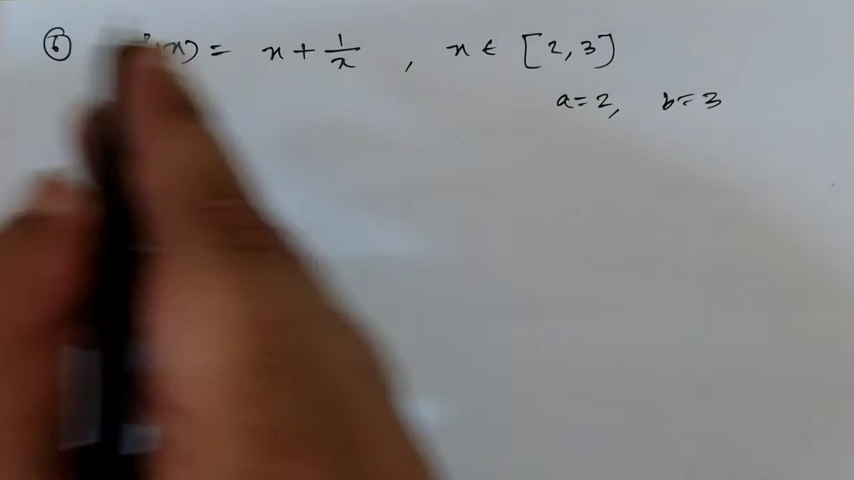 ⑥ (x) = x + 1/x , x ∈ [2,3]
a=2, b=3